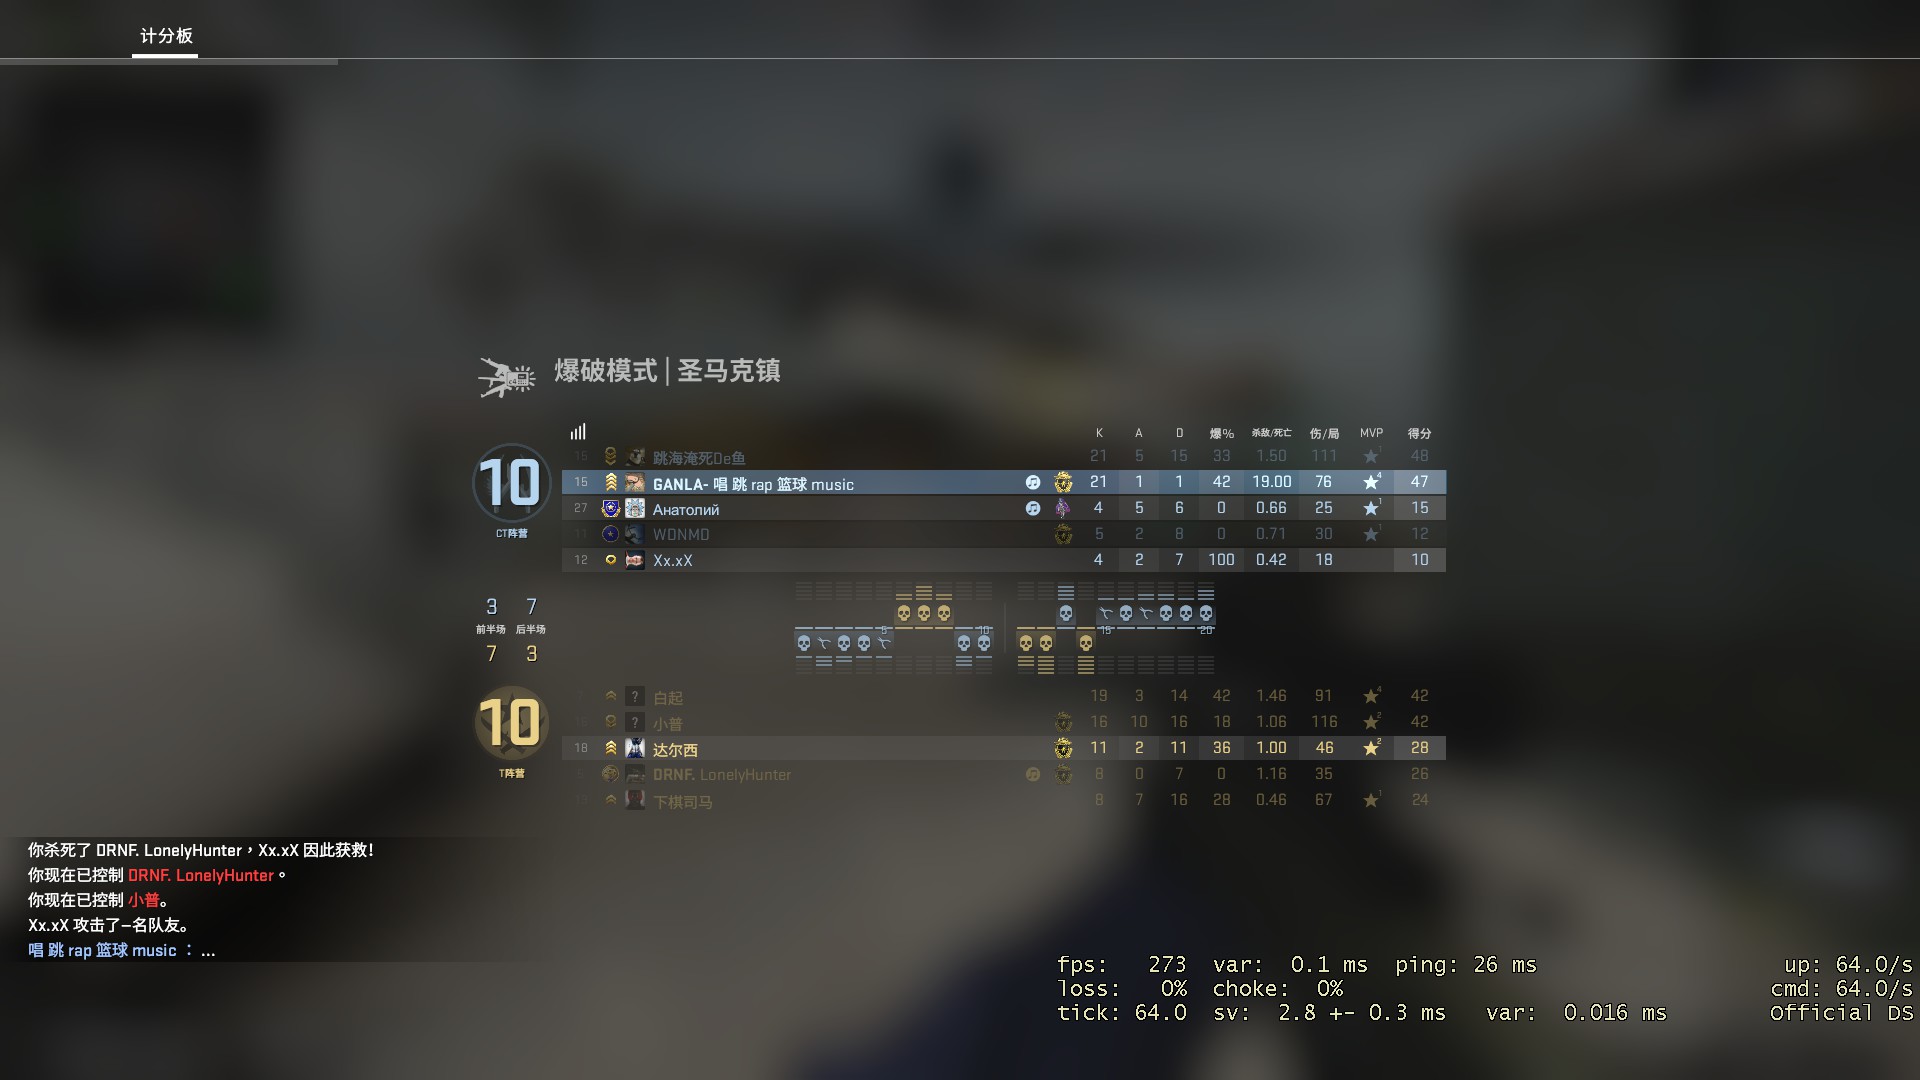 计分板
爆破模式 | 圣马克镇
K A D 爆% 杀敌/死亡 伤/局 MVP 得分
15 跳海淹死De鱼 21 5 15 33 1.50 111 48
10
CT阵营
15 GANLA- 唱 跳 rap 篮球 music 21 1 1 42 19.00 76 4 47
27 Анатолий 4 5 6 0 0.66 25 1 15
11 WDNMD 5 2 8 0 0.71 30 1 12
12 Xx.xX 4 2 7 100 0.42 18 10
3 7
前半场 后半场
7 3
5 10 15 20
白起 19 3 14 42 1.46 91 4 42
小普 16 10 16 18 1.06 116 2 42
10
T阵营
18 达尔西 11 2 11 36 1.00 46 2 28
DRNF. LonelyHunter 8 0 7 0 1.16 35 26
下棋司马 8 7 16 28 0.46 67 1 24
你杀死了 DRNF. LonelyHunter，Xx.xX 因此获救！
你现在已控制 DRNF. LonelyHunter。
你现在已控制 小普。
Xx.xX 攻击了一名队友。
唱 跳 rap 篮球 music ： ...
fps: 273 var: 0.1 ms ping: 26 ms up: 64.0/s
loss: 0% choke: 0% cmd: 64.0/s
tick: 64.0 sv: 2.8 +- 0.3 ms var: 0.016 ms Official DS